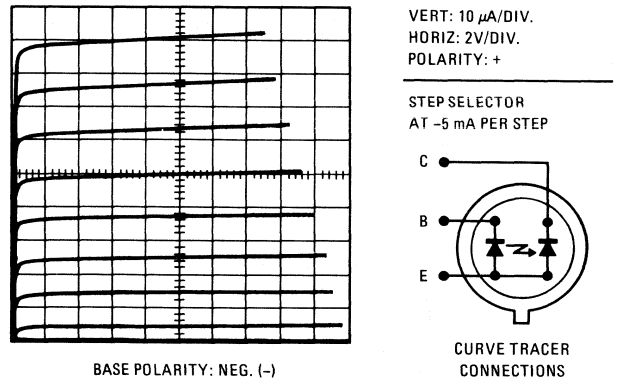 VERT: 10 µA/DIV.
HORIZ: 2V/DIV.
POLARITY: +
STEP SELECTOR
AT –5 mA PER STEP
C
B
E
BASE POLARITY: NEG. (–)
CURVE TRACER
CONNECTIONS